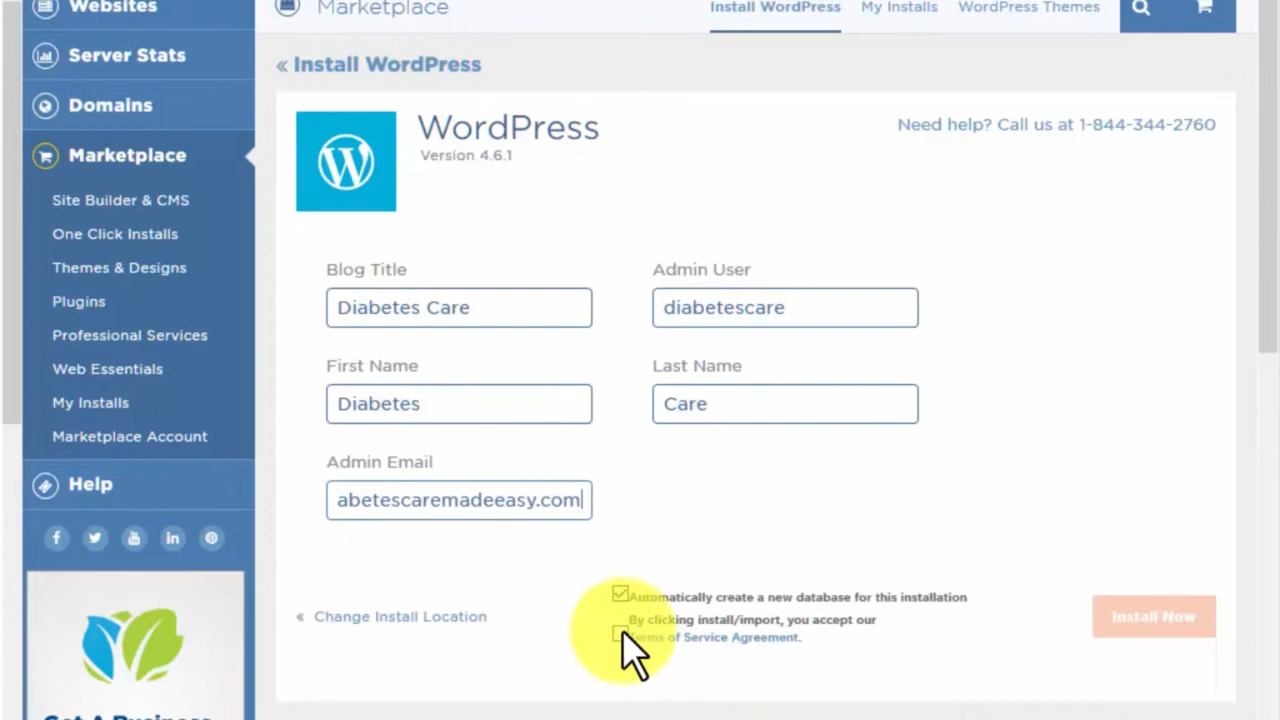 Websites
Server Stats
Domains
Marketplace
Site Builder & CMS
One Click Installs
Themes & Designs
Plugins
Professional Services
Web Essentials
My Installs
Marketplace Account
Help
Marketplace
Install WordPress
My Installs
WordPress Themes
« Install WordPress
WordPress
Version 4.6.1
Need help? Call us at 1-844-344-2760
Blog Title
Admin User
Diabetes Care
diabetescare
First Name
Last Name
Diabetes
Care
Admin Email
abetescaremadeeasy.com
Automatically create a new database for this installation
By clicking install/import, you accept our
Terms of Service Agreement.
« Change Install Location
Install Now
Get A Business